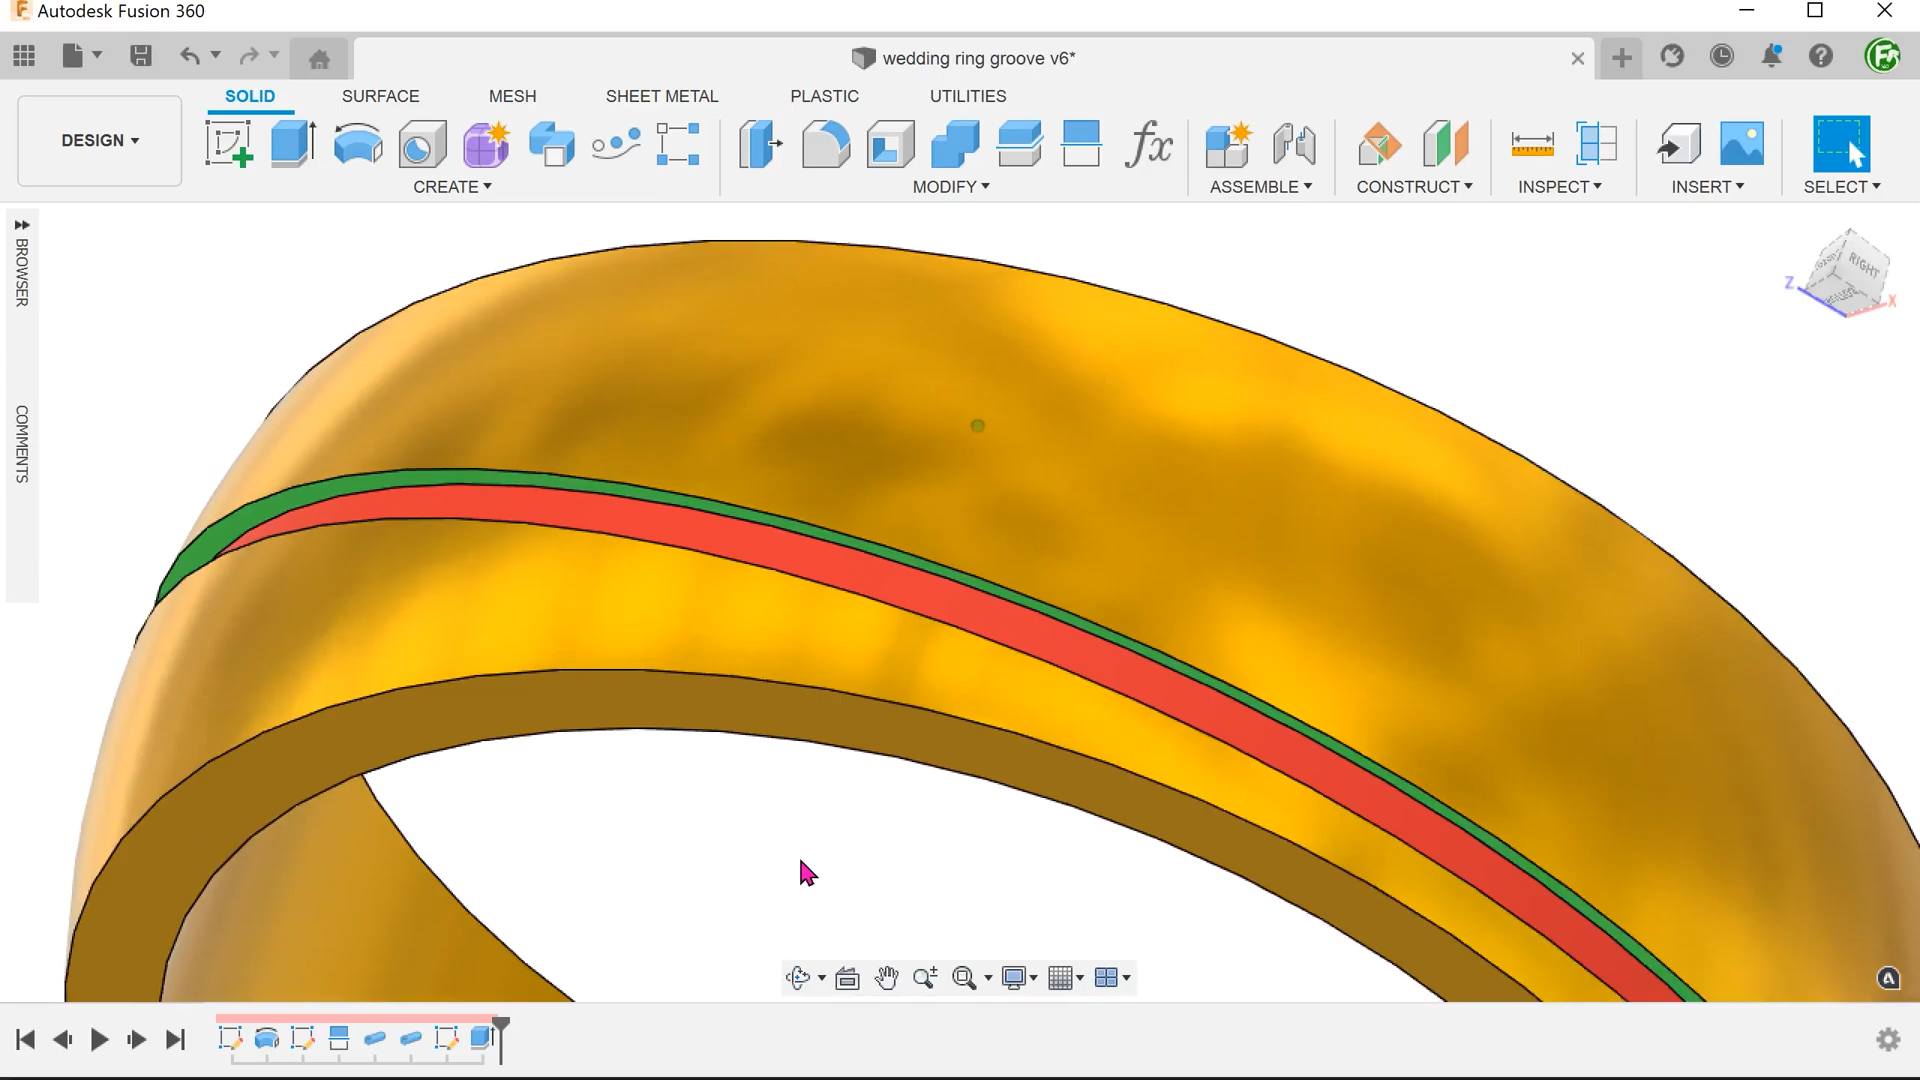 Autodesk Fusion 360
wedding ring groove v6*
SOLID SURFACE MESH SHEET METAL PLASTIC UTILITIES
DESIGN
CREATE MODIFY ASSEMBLE CONSTRUCT INSPECT INSERT SELECT
fx
BROWSER
COMMENTS
RIGHT
Z
X